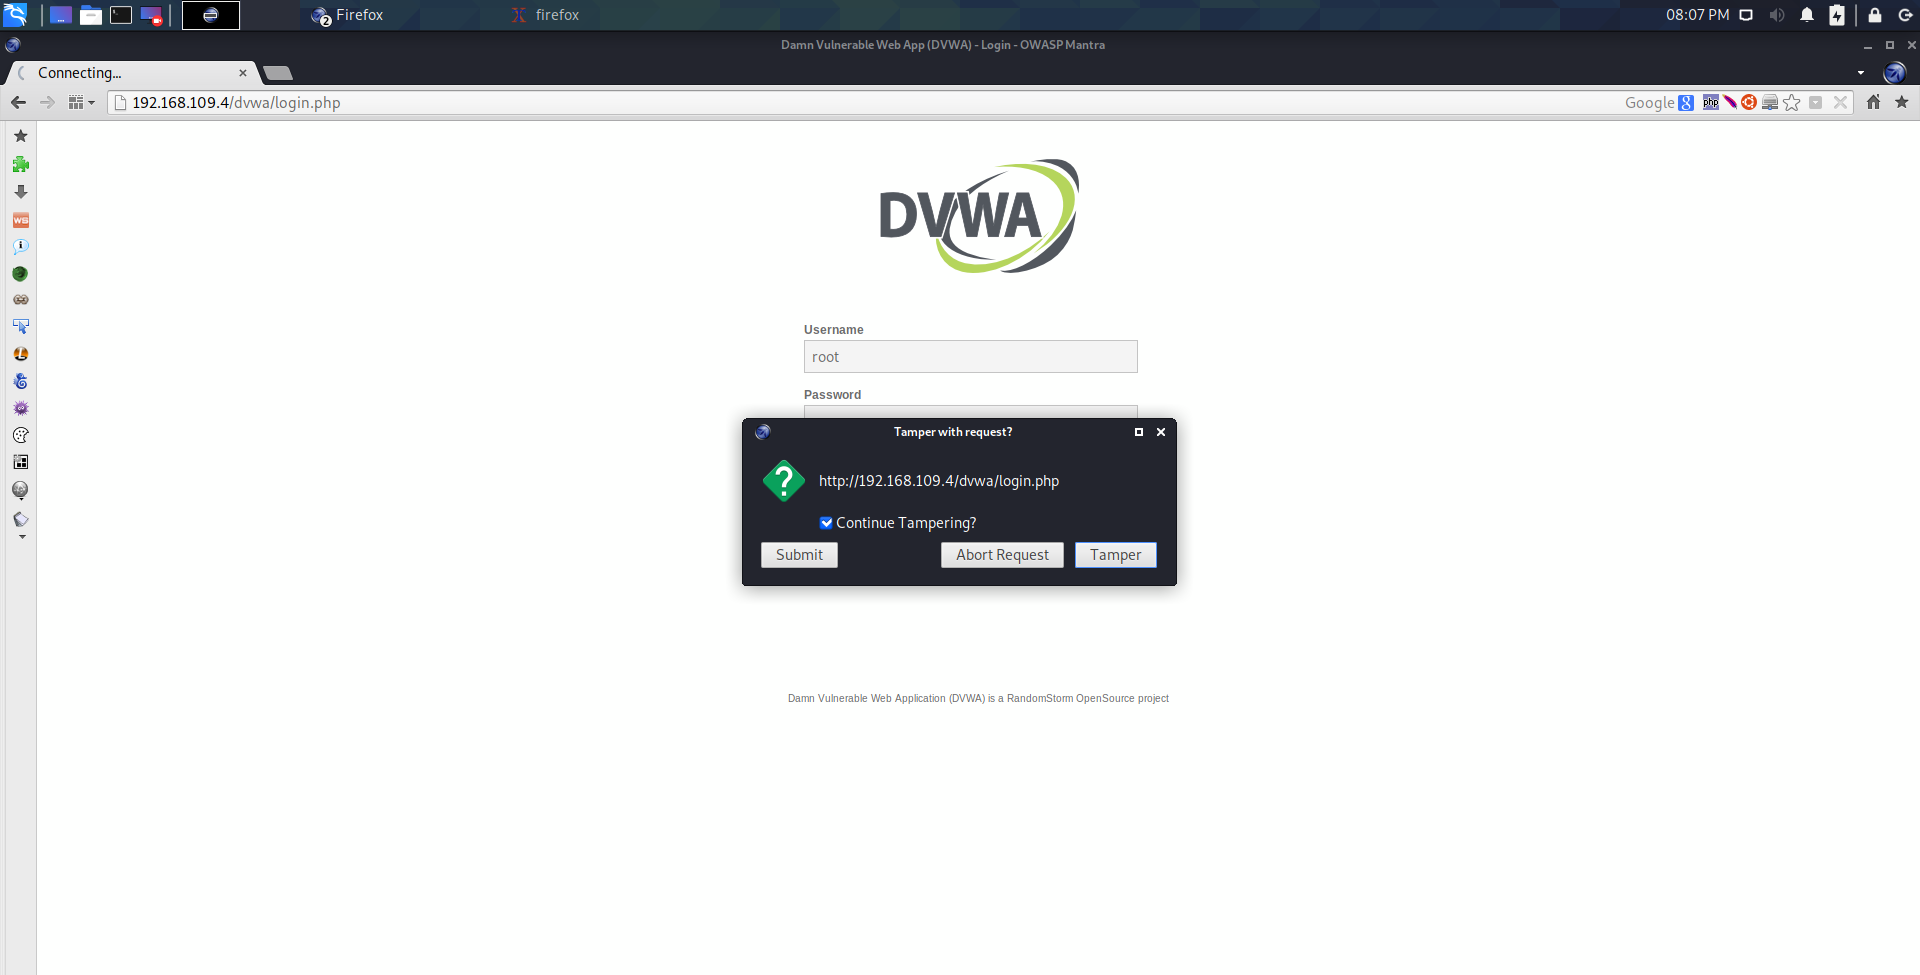 Firefox
firefox
08:07 PM
Damn Vulnerable Web App (DVWA) - Login - OWASP Mantra
Connecting...
192.168.109.4/dvwa/login.php
Google
php
DVWA
Username
root
Password
Tamper with request?
http://192.168.109.4/dvwa/login.php
Continue Tampering?
Submit
Abort Request
Tamper
Damn Vulnerable Web Application (DVWA) is a RandomStorm OpenSource project